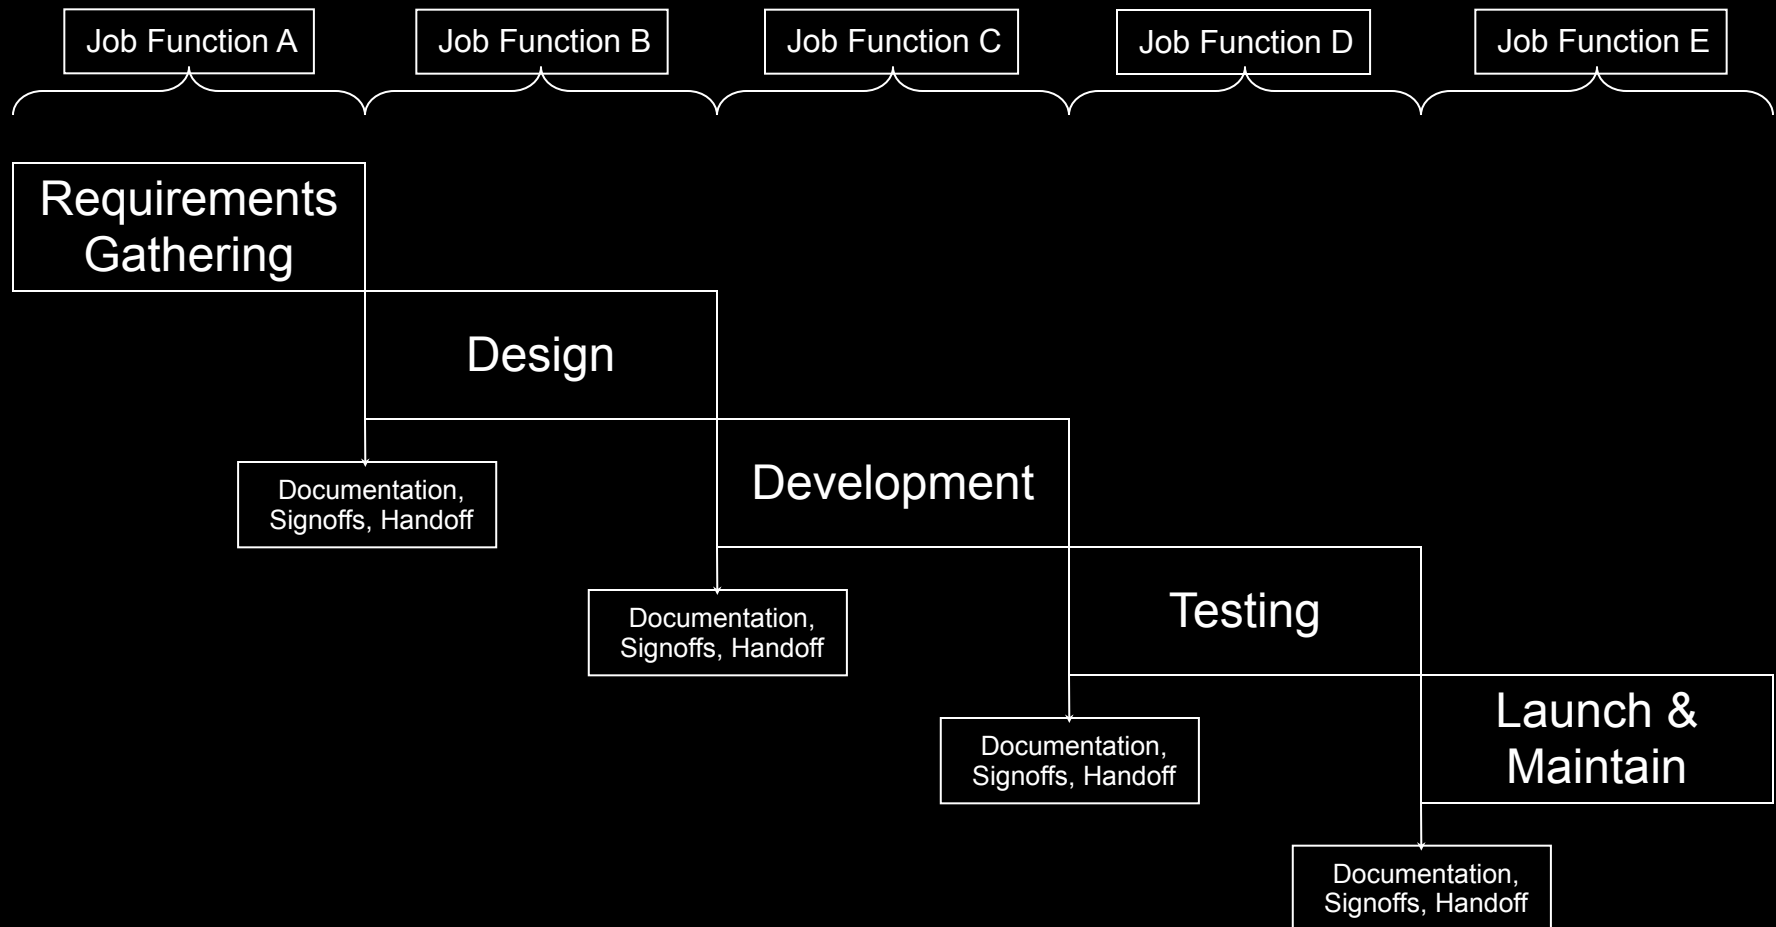 Job Function A
Job Function B
Job Function C
Job Function D
Job Function E
Requirements
Gathering
Design
Development
Documentation,
Signoffs, Handoff
Testing
Documentation,
Signoffs, Handoff
Launch &
Maintain
Documentation,
Signoffs, Handoff
Documentation,
Signoffs, Handoff